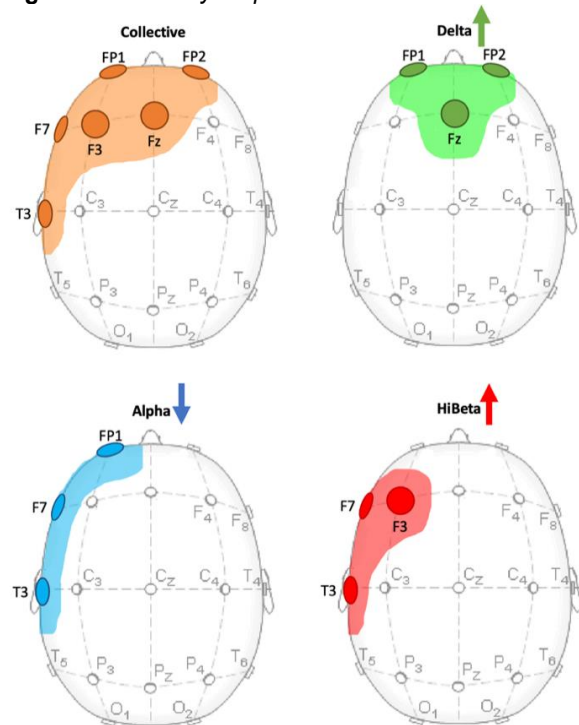 Collective
FP1 FP2
F7 F3 Fz F4 F8
T3 C3 CZ C4 T4
T5 P3 PZ P4 T6
O1 O2
Delta
FP1 FP2
Fz F4 F8
C3 CZ C4 T4
T5 P3 PZ P4 T6
O1 O2
Alpha
FP1
F7 F4 F8
T3 C3 CZ C4 T4
T5 P3 PZ P4 T6
O1 O2
HiBeta
F7 F3 F4 F8
T3 C3 CZ C4 T4
T5 P3 PZ P4 T6
O1 O2